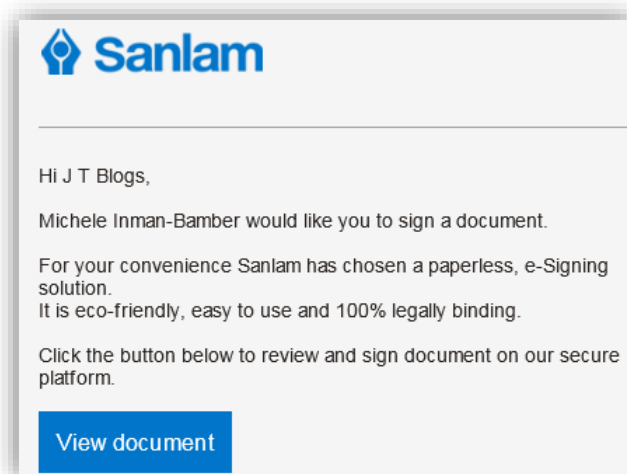 Sanlam
Hi J T Blogs,
Michele Inman-Bamber would like you to sign a document.
For your convenience Sanlam has chosen a paperless, e-Signing
solution.
It is eco-friendly, easy to use and 100% legally binding.
Click the button below to review and sign document on our secure
platform.
View document